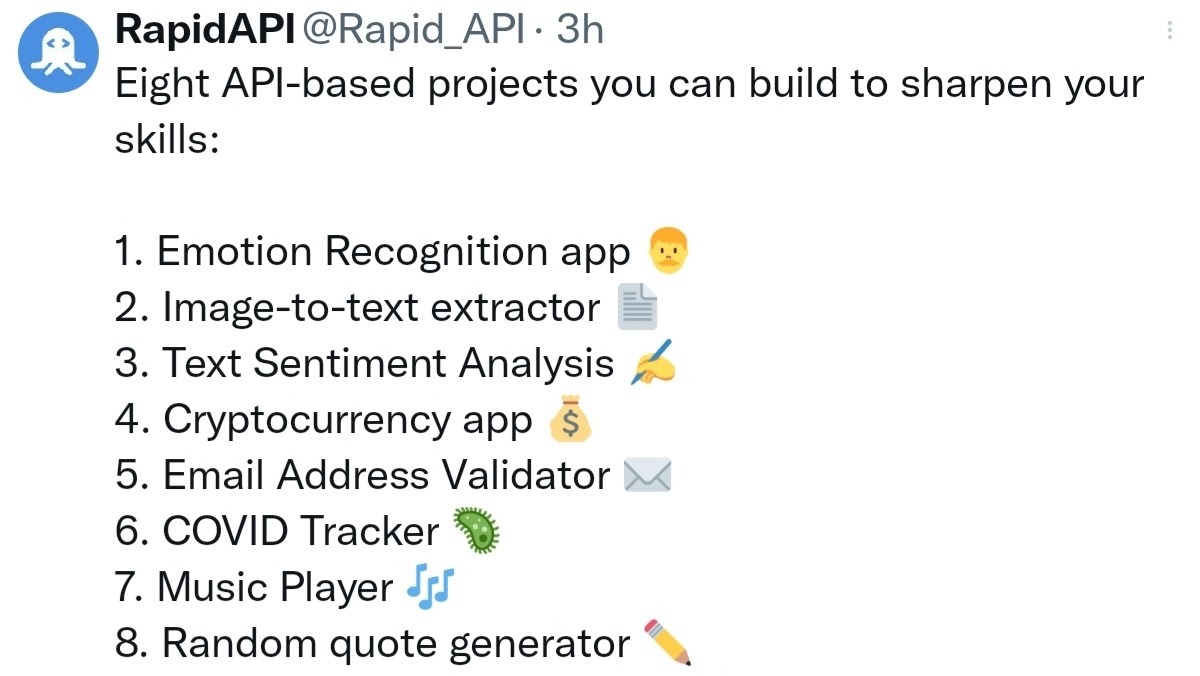 RapidAPI @Rapid_API · 3h
Eight API-based projects you can build to sharpen your
skills:
1. Emotion Recognition app 👨‍🦰
2. Image-to-text extractor 📄
3. Text Sentiment Analysis ✍️
4. Cryptocurrency app 💰
5. Email Address Validator ✉️
6. COVID Tracker 🦠
7. Music Player 🎶
8. Random quote generator ✏️